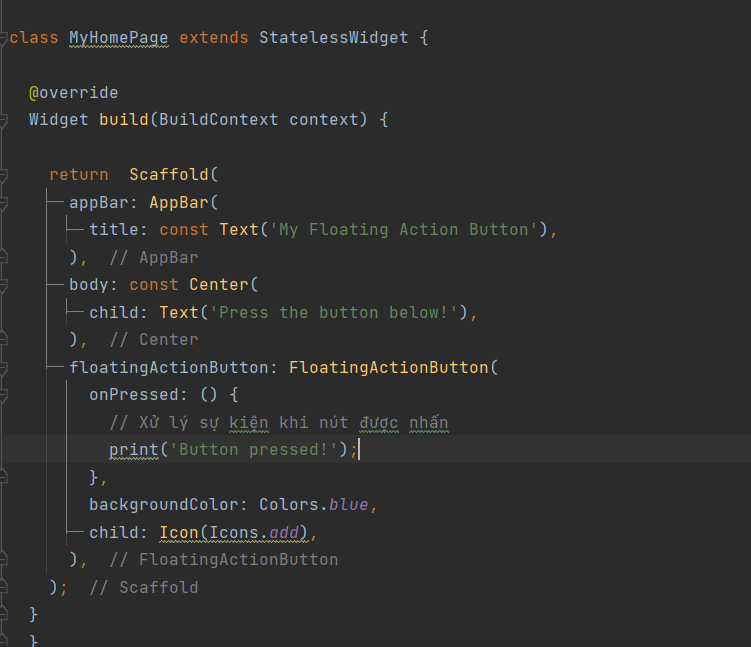 class MyHomePage extends StatelessWidget {
@override
Widget build(BuildContext context) {
return  Scaffold(
appBar: AppBar(
title: const Text('My Floating Action Button'),
),  // AppBar
body: const Center(
child: Text('Press the button below!'),
),  // Center
floatingActionButton: FloatingActionButton(
onPressed: () {
// Xử lý sự kiện khi nút được nhấn
print('Button pressed!');
},
backgroundColor: Colors.blue,
child: Icon(Icons.add),
),  // FloatingActionButton
);  // Scaffold
}
}